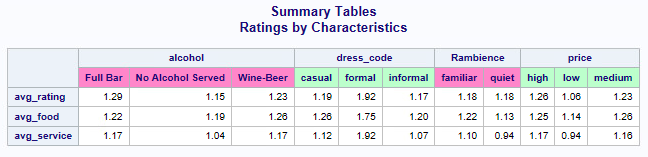 Summary Tables
Ratings by Characteristics
alcohol dress_code Rambience price
Full Bar No Alcohol Served Wine-Beer casual formal informal familiar quiet high low medium
avg_rating 1.29 1.15 1.23 1.19 1.92 1.17 1.18 1.18 1.26 1.06 1.23
avg_food 1.22 1.19 1.26 1.26 1.75 1.20 1.22 1.13 1.25 1.14 1.26
avg_service 1.17 1.04 1.17 1.12 1.92 1.07 1.10 0.94 1.17 0.94 1.16